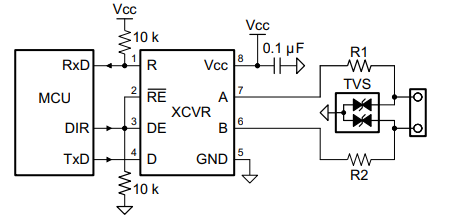 Vcc
Vcc
10 k
0.1 µF
R1
RxD
1
R
Vcc
8
TVS
MCU
2
RE
A
7
XCVR
DIR
3
DE
B
6
TxD
4
D
GND
5
R2
10 k